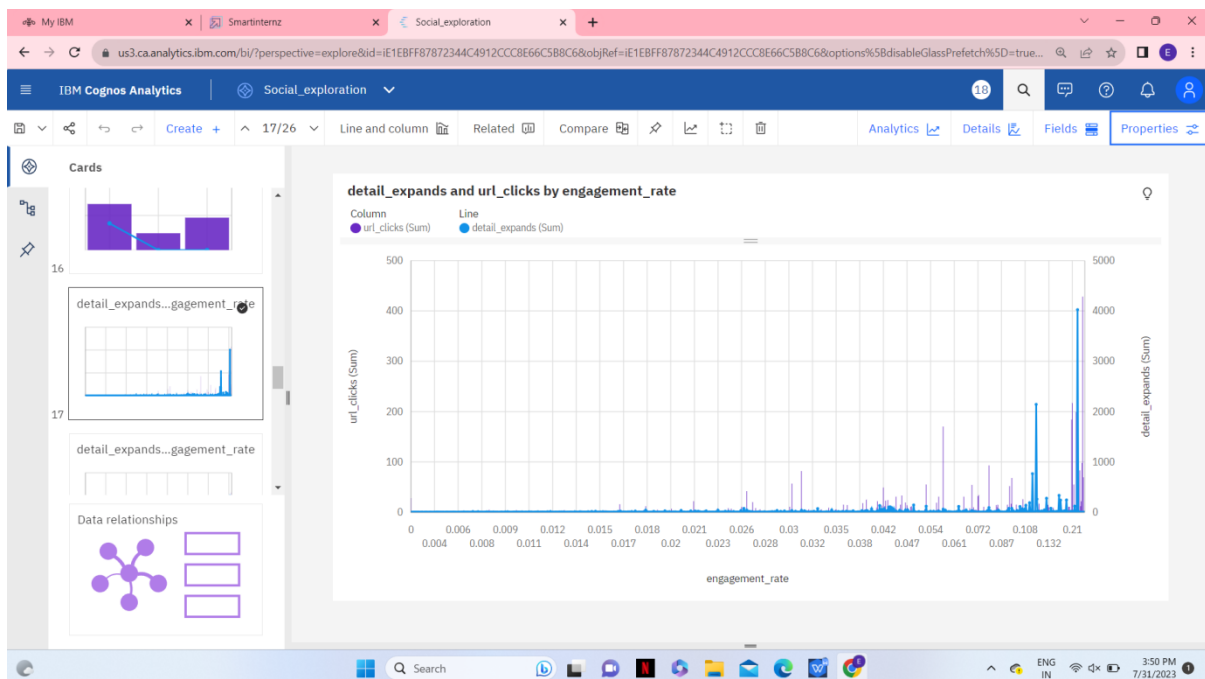 My IBM
Smartinternz
Social_exploration
us3.ca.analytics.ibm.com/bi/?perspective=explore&id=iE1EBFF87872344C4912CCC8E66C5B8C6&objRef=iE1EBFF87872344C4912CCC8E66C5B8C6&options%5BdisableGlassPrefetch%5D=true...
E
IBM Cognos Analytics
Social_exploration
18
Create +
17/26
Line and column
Related
Compare
Analytics
Details
Fields
Properties
Cards
16
detail_expands...gagement_rate
17
detail_expands...gagement_rate
Data relationships
detail_expands and url_clicks by engagement_rate
Column
Line
url_clicks (Sum)
detail_expands (Sum)
url_clicks (Sum)
500
400
300
200
100
0
5000
4000
3000
2000
1000
0
detail_expands (Sum)
0 0.006 0.009 0.012 0.015 0.018 0.021 0.026 0.03 0.035 0.042 0.054 0.072 0.108 0.21
0.004 0.008 0.011 0.014 0.017 0.02 0.023 0.028 0.032 0.038 0.047 0.061 0.087 0.132
engagement_rate
Search
ENG
IN
3:50 PM
7/31/2023
1